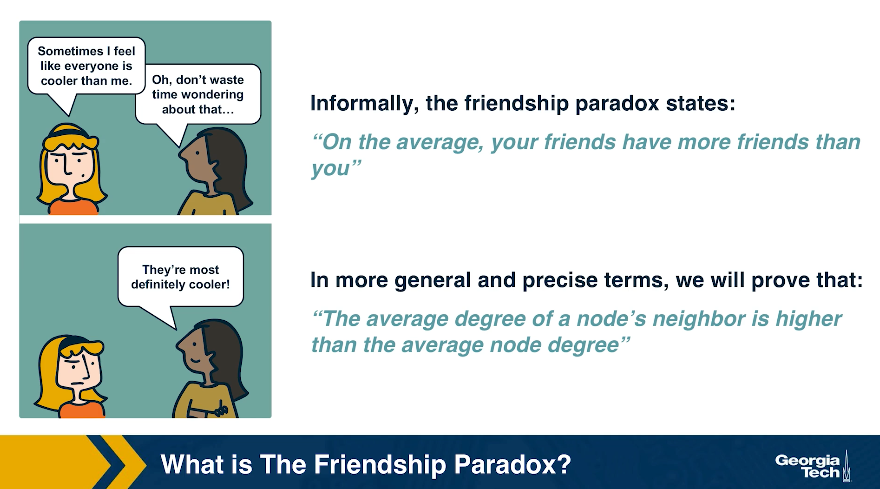 Sometimes I feel
like everyone is
cooler than me.
Oh, don't waste
time wondering
about that...
They're most
definitely cooler!
Informally, the friendship paradox states:
“On the average, your friends have more friends than
you”
In more general and precise terms, we will prove that:
“The average degree of a node's neighbor is higher
than the average node degree”
What is The Friendship Paradox?
Georgia
Tech